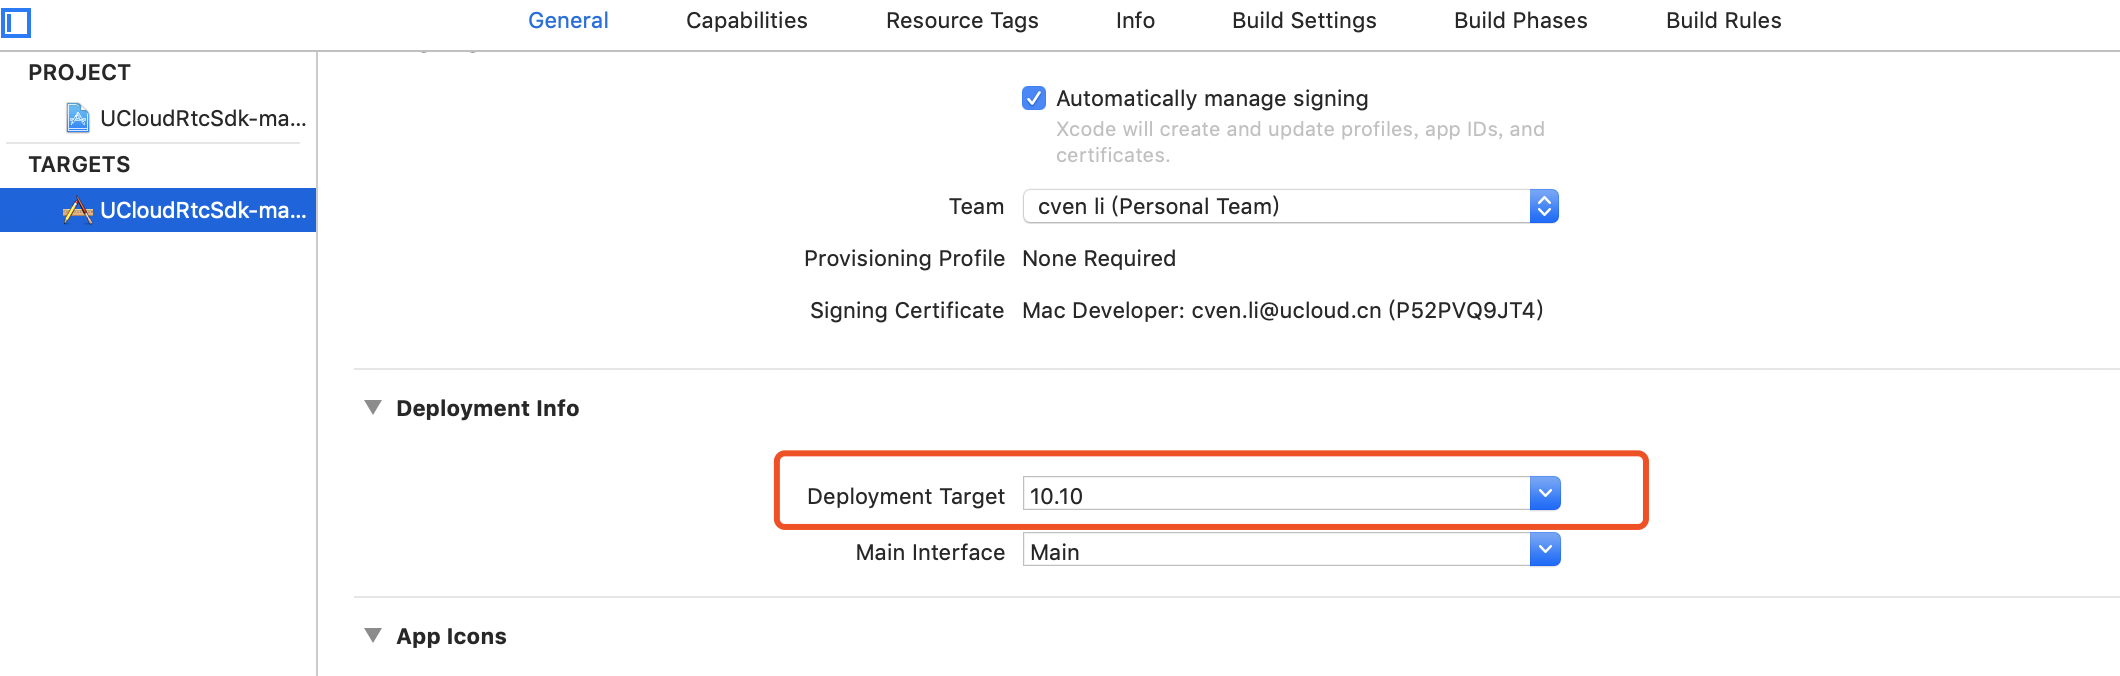 General Capabilities Resource Tags Info Build Settings Build Phases Build Rules
PROJECT
UCloudRtcSdk-ma...
TARGETS
UCloudRtcSdk-ma...
Automatically manage signing
Xcode will create and update profiles, app IDs, and
certificates.
Team cven li (Personal Team)
Provisioning Profile None Required
Signing Certificate Mac Developer: cven.li@ucloud.cn (P52PVQ9JT4)
Deployment Info
Deployment Target 10.10
Main Interface Main
App Icons